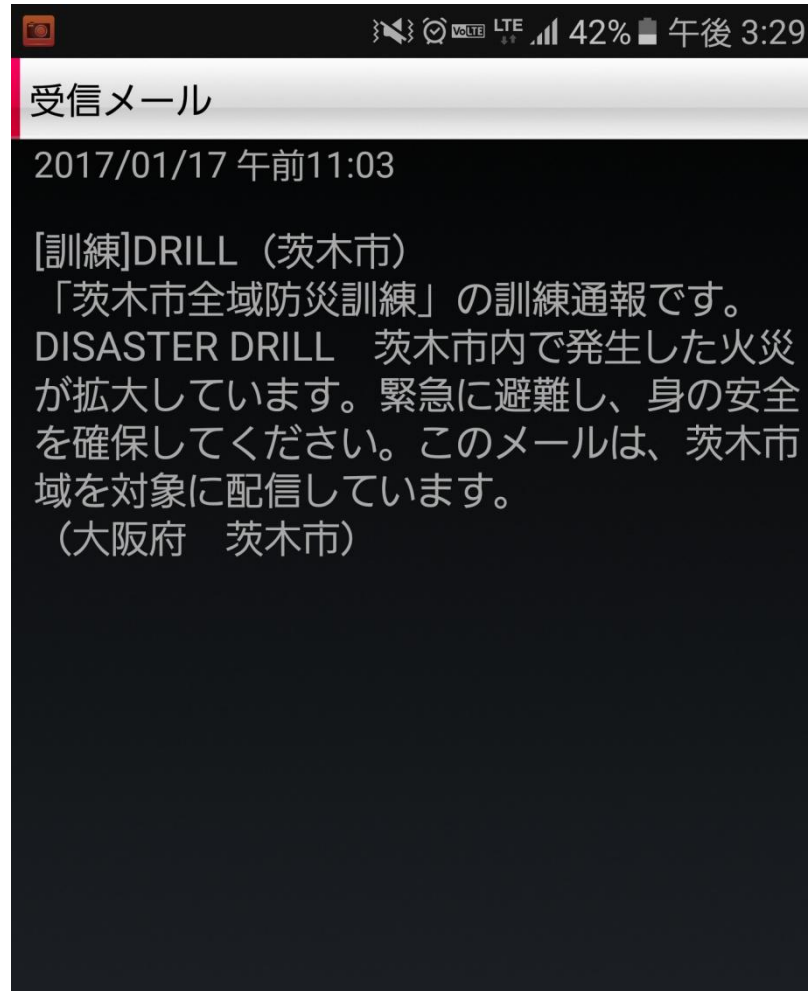 VoLTE LTE 42% 午後 3:29
受信メール
2017/01/17 午前11:03
[訓練]DRILL（茨木市）
「茨木市全域防災訓練」の訓練通報です。
DISASTER DRILL　茨木市内で発生した火災
が拡大しています。緊急に避難し、身の安全
を確保してください。このメールは、茨木市
域を対象に配信しています。
（大阪府　茨木市）